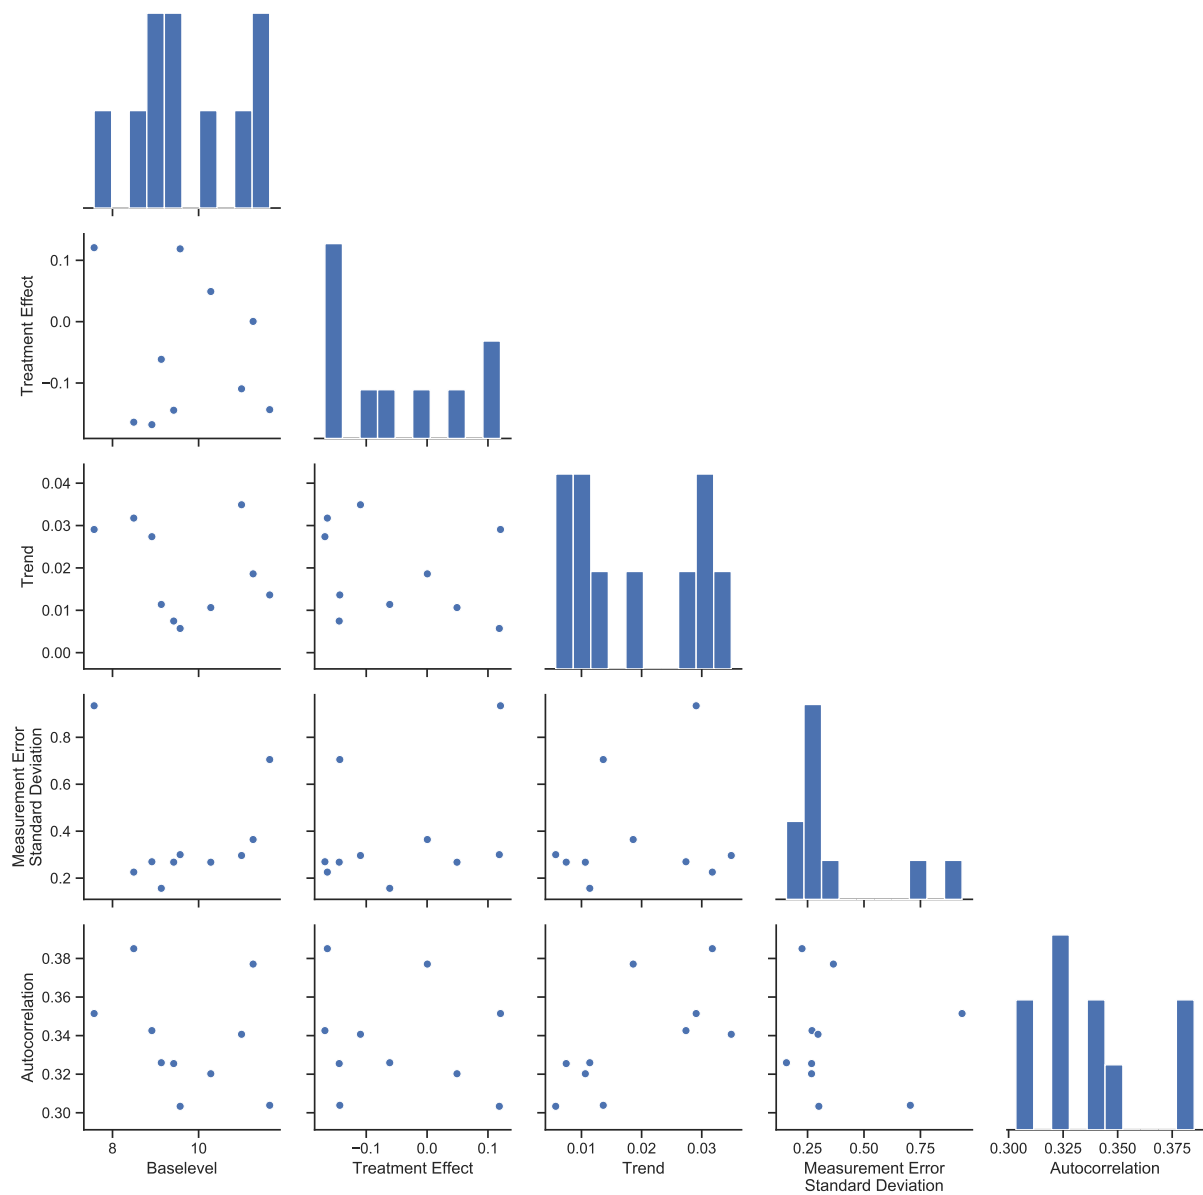 0.1
0.0
−0.1
Treatment Effect
0.04
0.03
0.02
0.01
0.00
Trend
0.8
0.6
0.4
0.2
Measurement Error
Standard Deviation
0.38
0.36
0.34
0.32
0.30
Autocorrelation
8 10
Baselevel
−0.1 0.0 0.1
Treatment Effect
0.01 0.02 0.03
Trend
0.25 0.50 0.75
Measurement Error
Standard Deviation
0.300 0.325 0.350 0.375
Autocorrelation